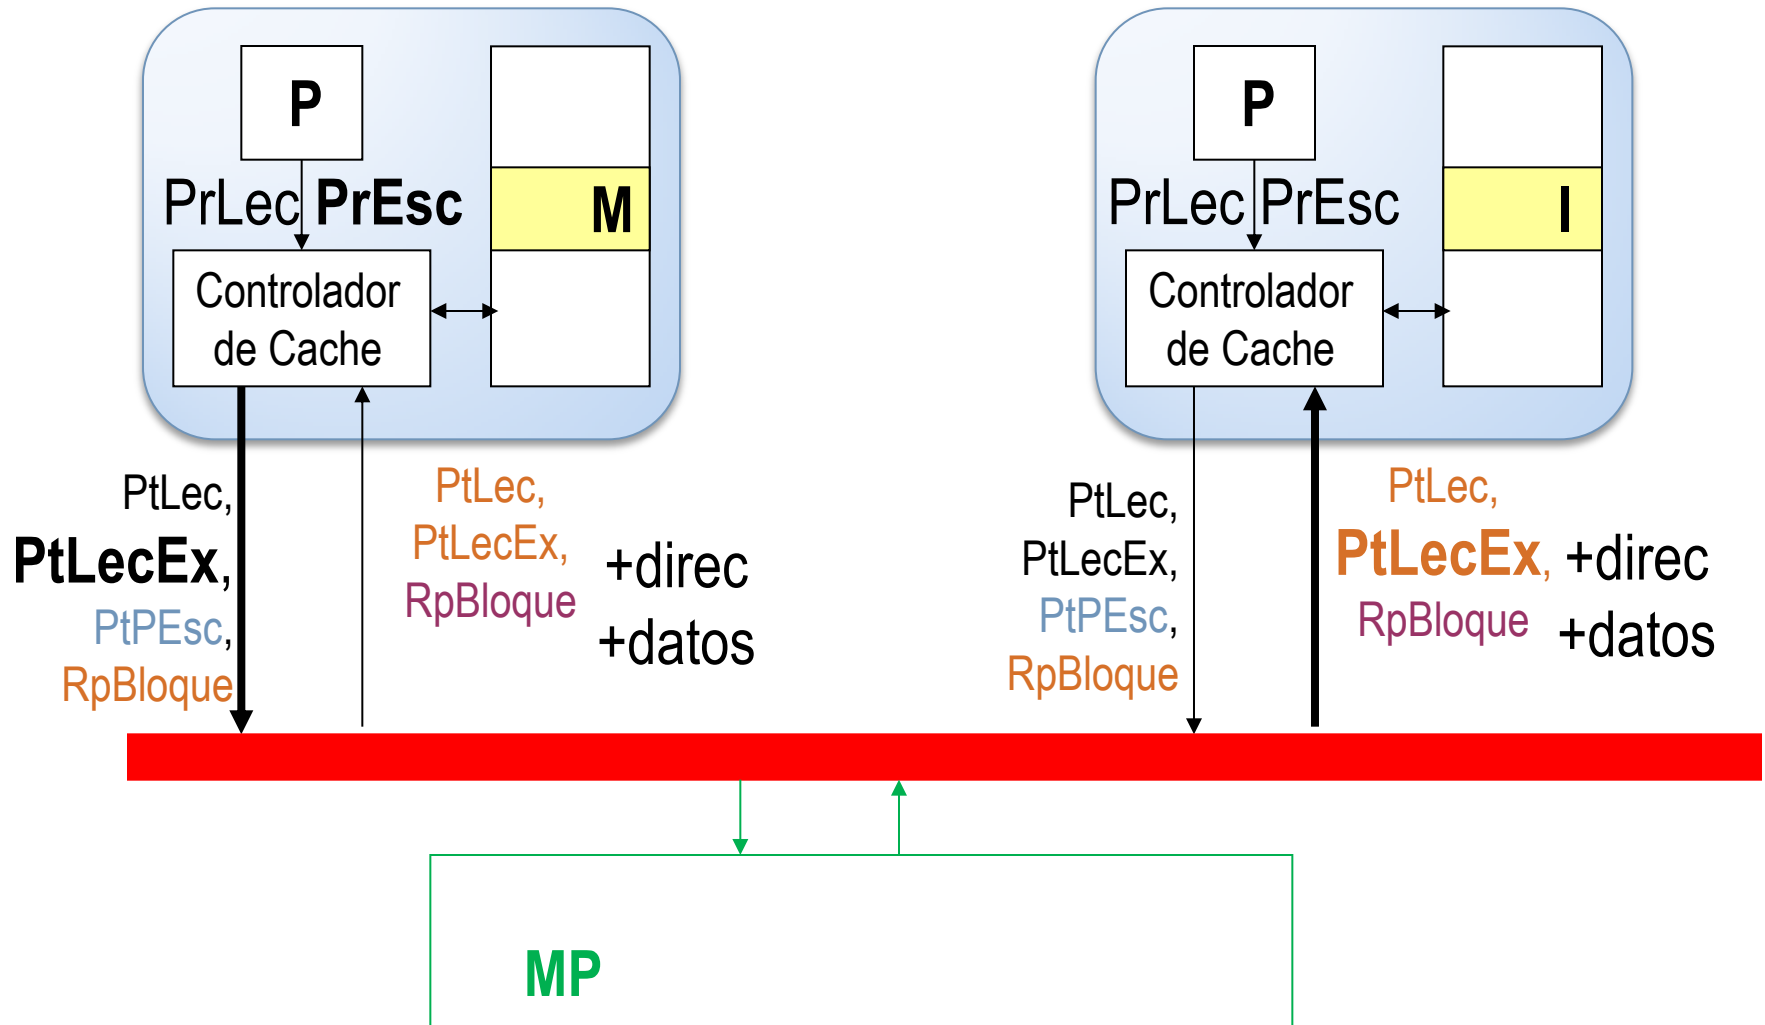 P
PrLec PrEsc
M
Controlador
de Cache
PtLec,
PtLecEx,
PtPEsc,
RpBloque
PtLec,
PtLecEx,
RpBloque
+direc
+datos
P
PrLec PrEsc
I
Controlador
de Cache
PtLec,
PtLecEx,
PtPEsc,
RpBloque
PtLec,
PtLecEx,
RpBloque
+direc
+datos
MP